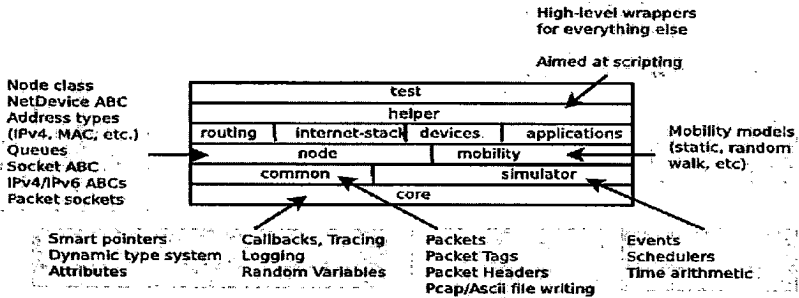 High-level wrappers
for everything else
Aimed at scripting
Node class
NetDevice ABC
Address types
(IPv4, MAC, etc.)
Queues
Socket ABC
IPv4/IPv6 ABCs
Packet sockets
test
helper
routing internet-stack devices applications
node mobility
common simulator
core
Mobility models
(static, random
walk, etc)
Smart pointers
Dynamic type system
Attributes
Callbacks, Tracing
Logging
Random Variables
Packets
Packet Tags
Packet Headers
Pcap/Ascii file writing
Events
Schedulers
Time arithmetic